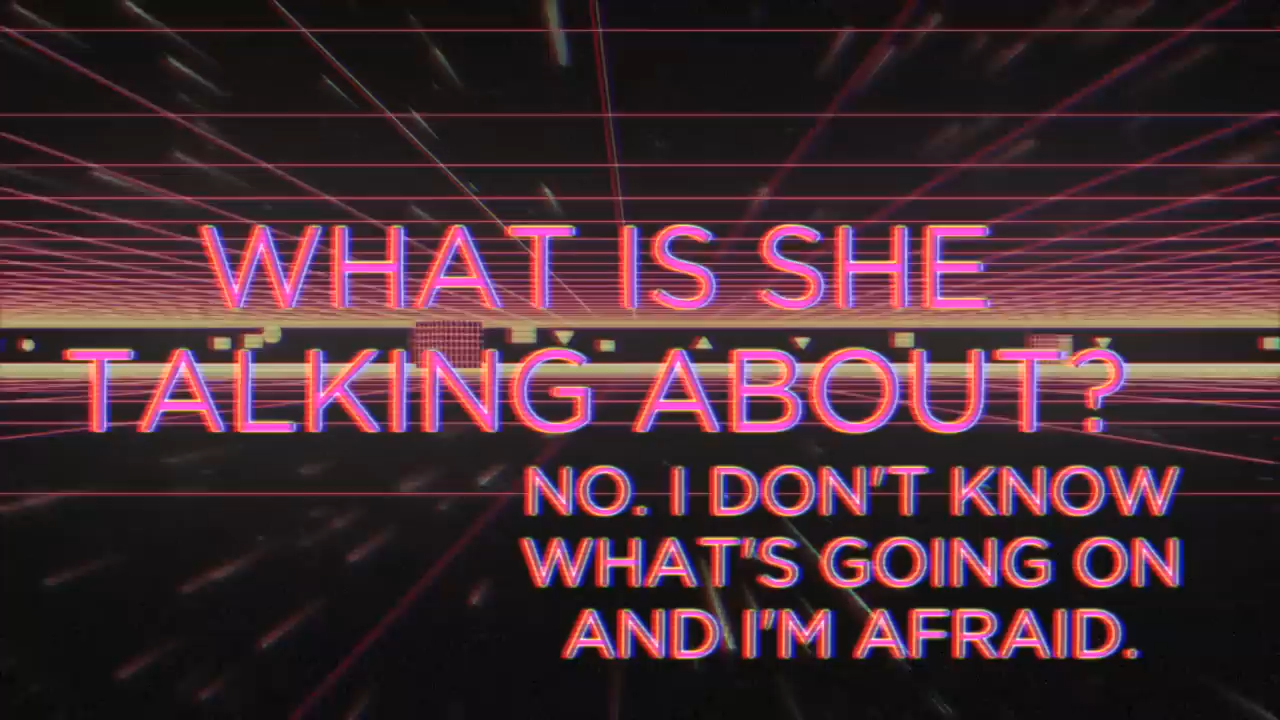 WHAT IS SHE
TALKING ABOUT?
NO. I DON'T KNOW
WHAT'S GOING ON
AND I'M AFRAID.